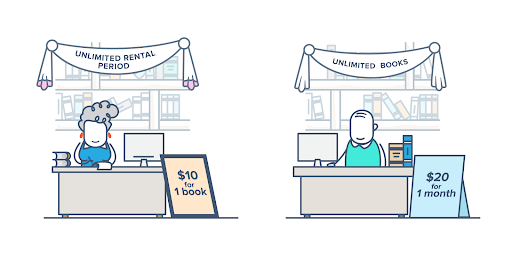 UNLIMITED RENTAL
PERIOD
$10
for
1 book
UNLIMITED BOOKS
$20
for
1 month